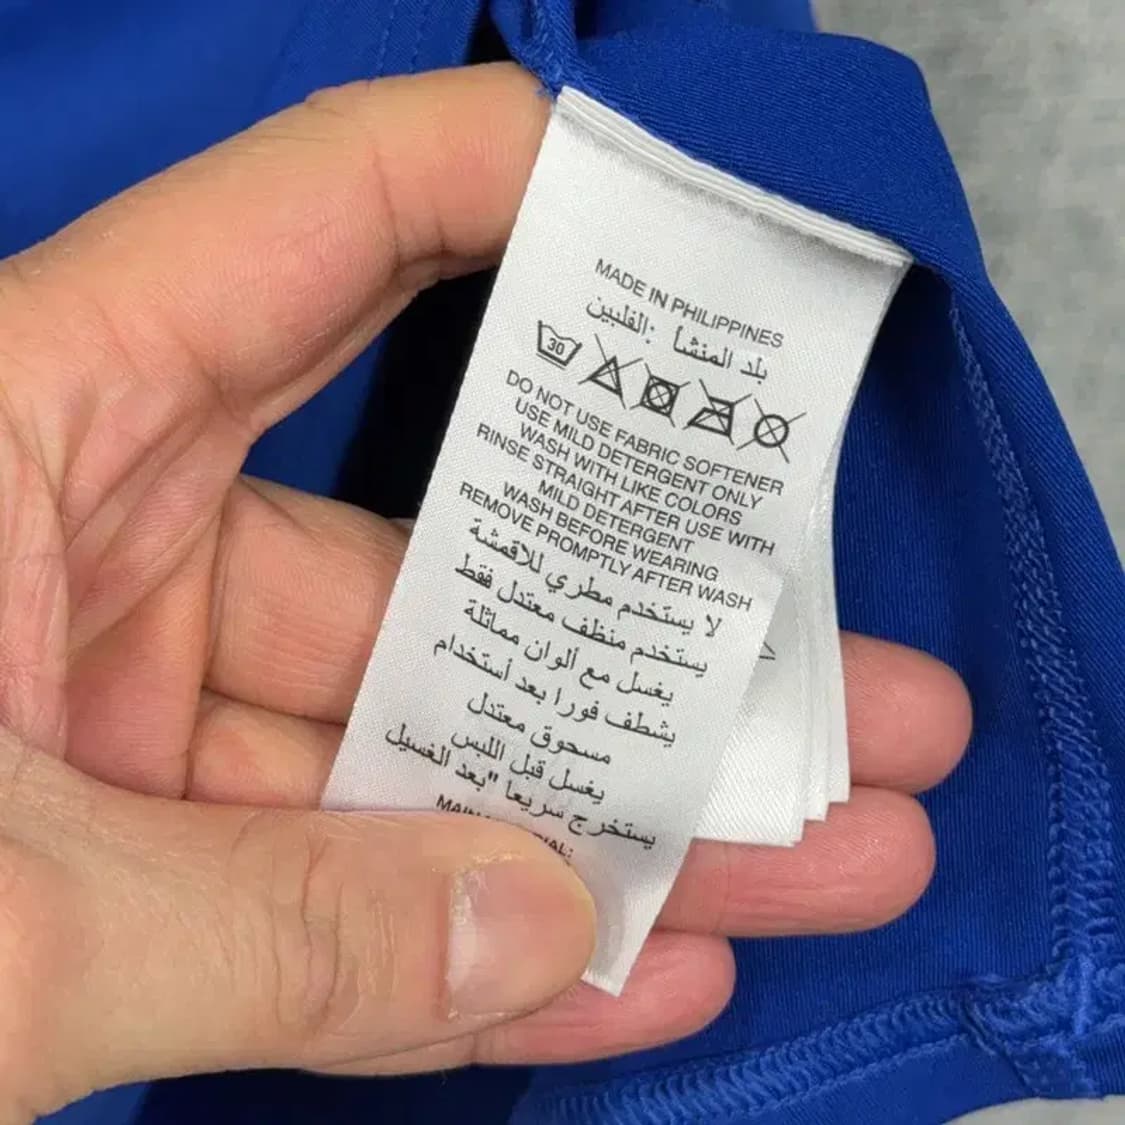 MADE IN PHILIPPINES
بلد المنشأ :الفلبين
30
DO NOT USE FABRIC SOFTENER
USE MILD DETERGENT ONLY
WASH WITH LIKE COLORS
RINSE STRAIGHT AFTER USE WITH
MILD DETERGENT
WASH BEFORE WEARING
REMOVE PROMPTLY AFTER WASH
لا يستخدم مطري للاقمشة
يستخدم منظف معتدل فقط
يغسل مع ألوان مماثلة
يشطف فورا بعد أستخدام
مسحوق معتدل
يغسل قبل اللبس
يستخرج سريعا "بعد الغسيل